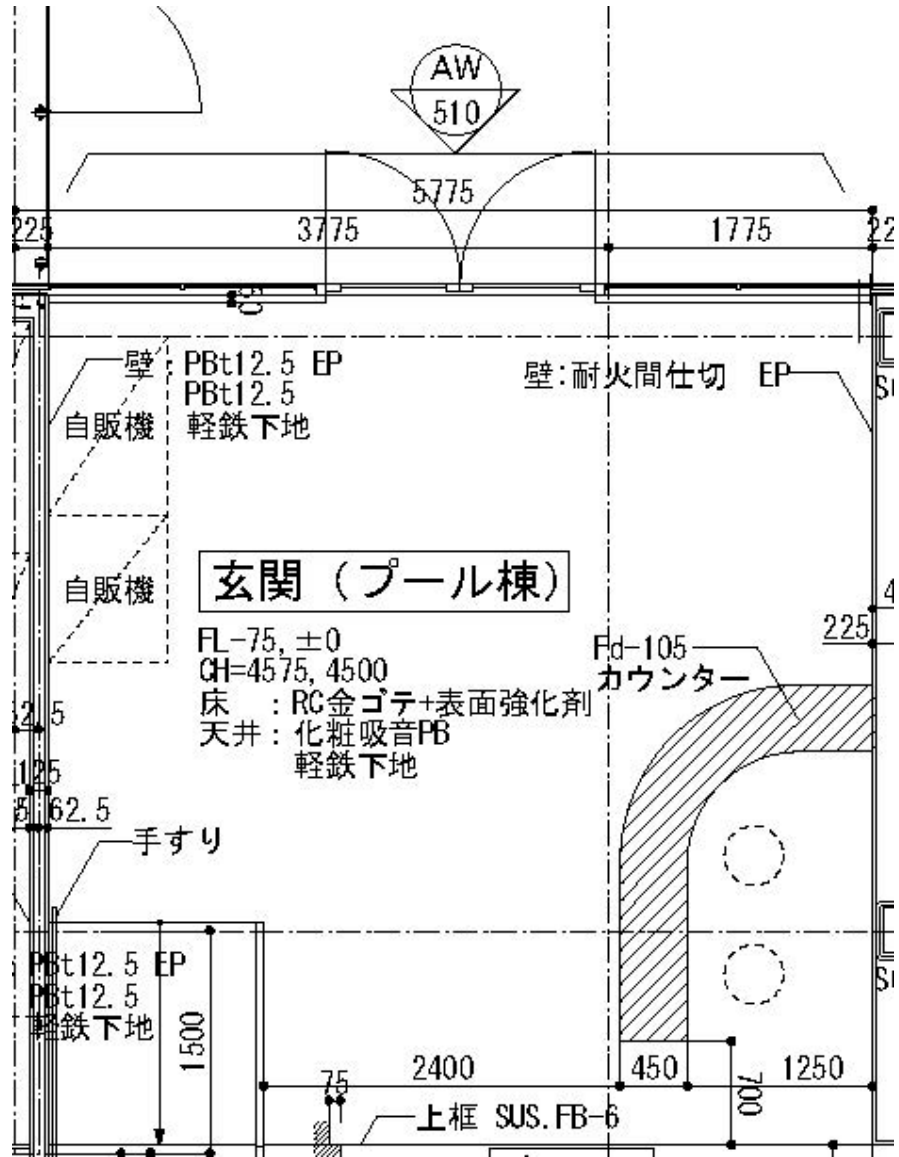 AW
510
5775
225
3775
1775
壁:PBt12.5 EP
PBt12.5
軽鉄下地
壁:耐火間仕切 EP
自販機
自販機
玄関(プール棟)
FL-75,±0
CH=4575,4500
床 :RC金ゴテ+表面強化剤
天井:化粧吸音PB
軽鉄下地
225
Fd-105
カウンター
125
62.5
手すり
PBt12.5 EP
PBt12.5
軽鉄下地
1500
2400
450
1250
75
700
上框 SUS.FB-6